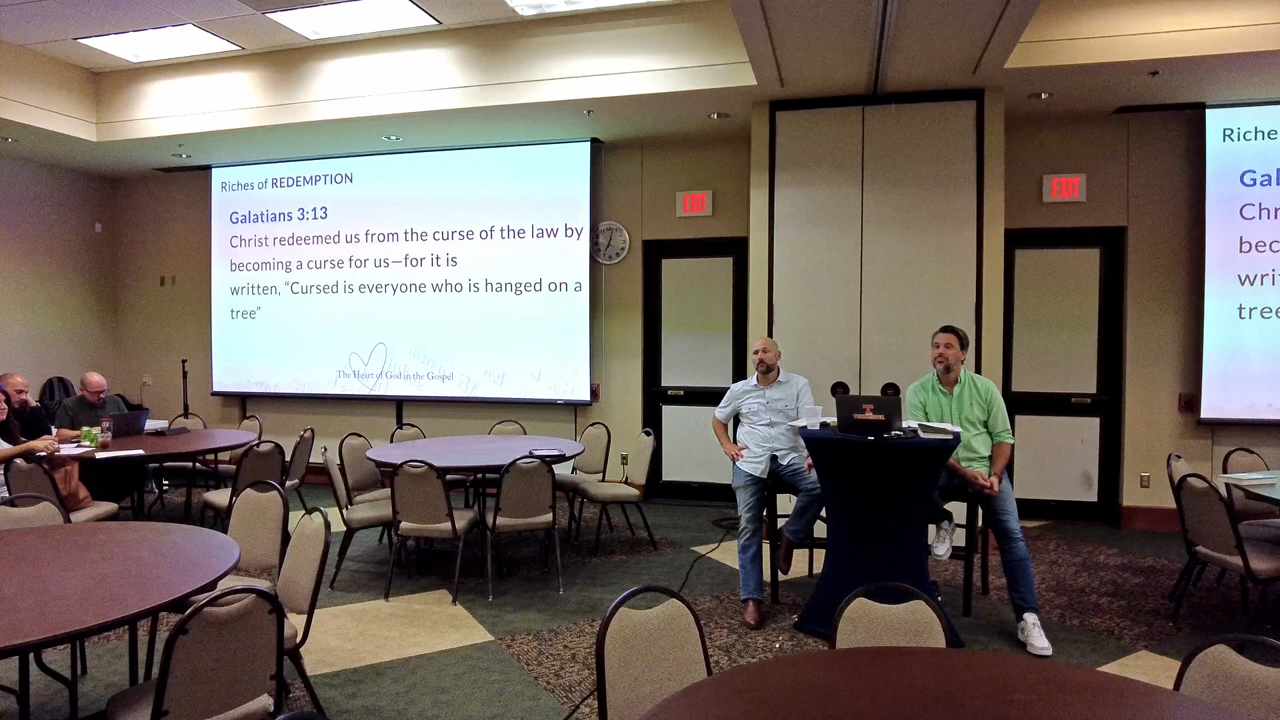 Riches of REDEMPTION
Galatians 3:13
Christ redeemed us from the curse of the law by
becoming a curse for us—for it is
written, “Cursed is everyone who is hanged on a
tree”
The Heart of God in the Gospel
EXIT
EXIT
Riche
Gal
Chr
bec
writ
tree
T